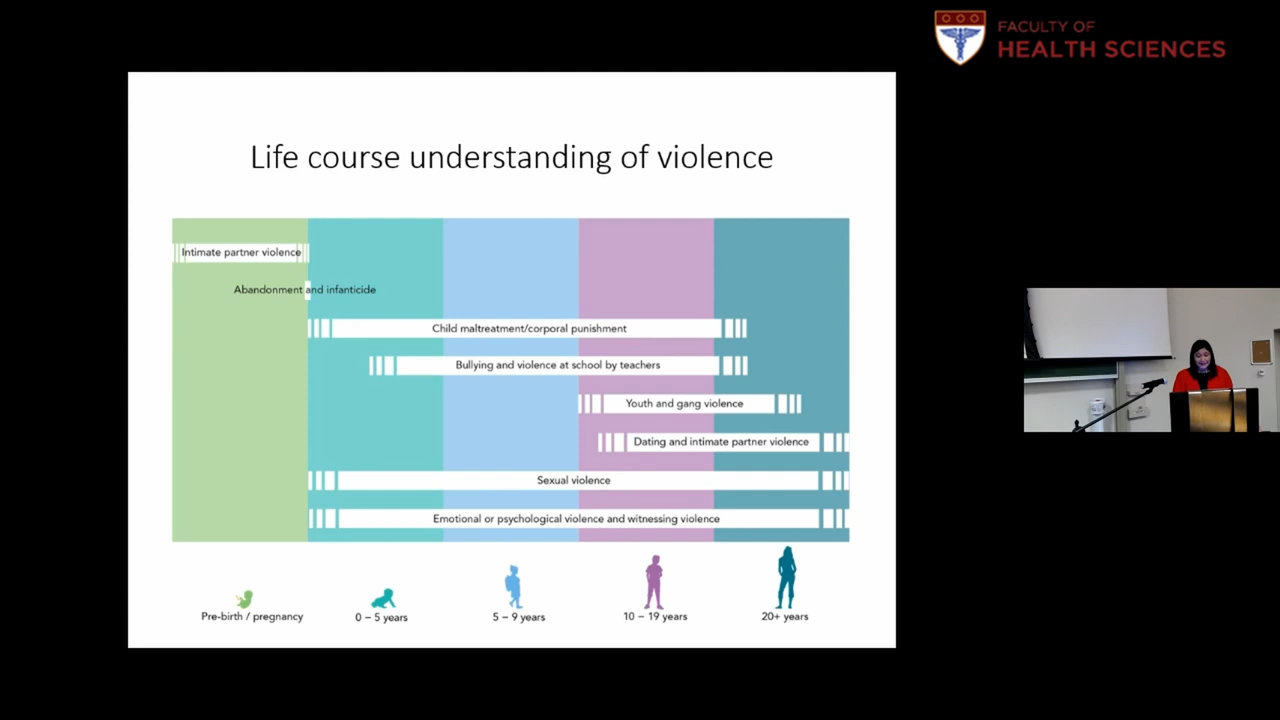 FACULTY OF
HEALTH SCIENCES
Life course understanding of violence
Intimate partner violence
Abandonment and infanticide
Child maltreatment/corporal punishment
Bullying and violence at school by teachers
Youth and gang violence
Dating and intimate partner violence
Sexual violence
Emotional or psychological violence and witnessing violence
Pre-birth / pregnancy
0 – 5 years
5 – 9 years
10 – 19 years
20+ years